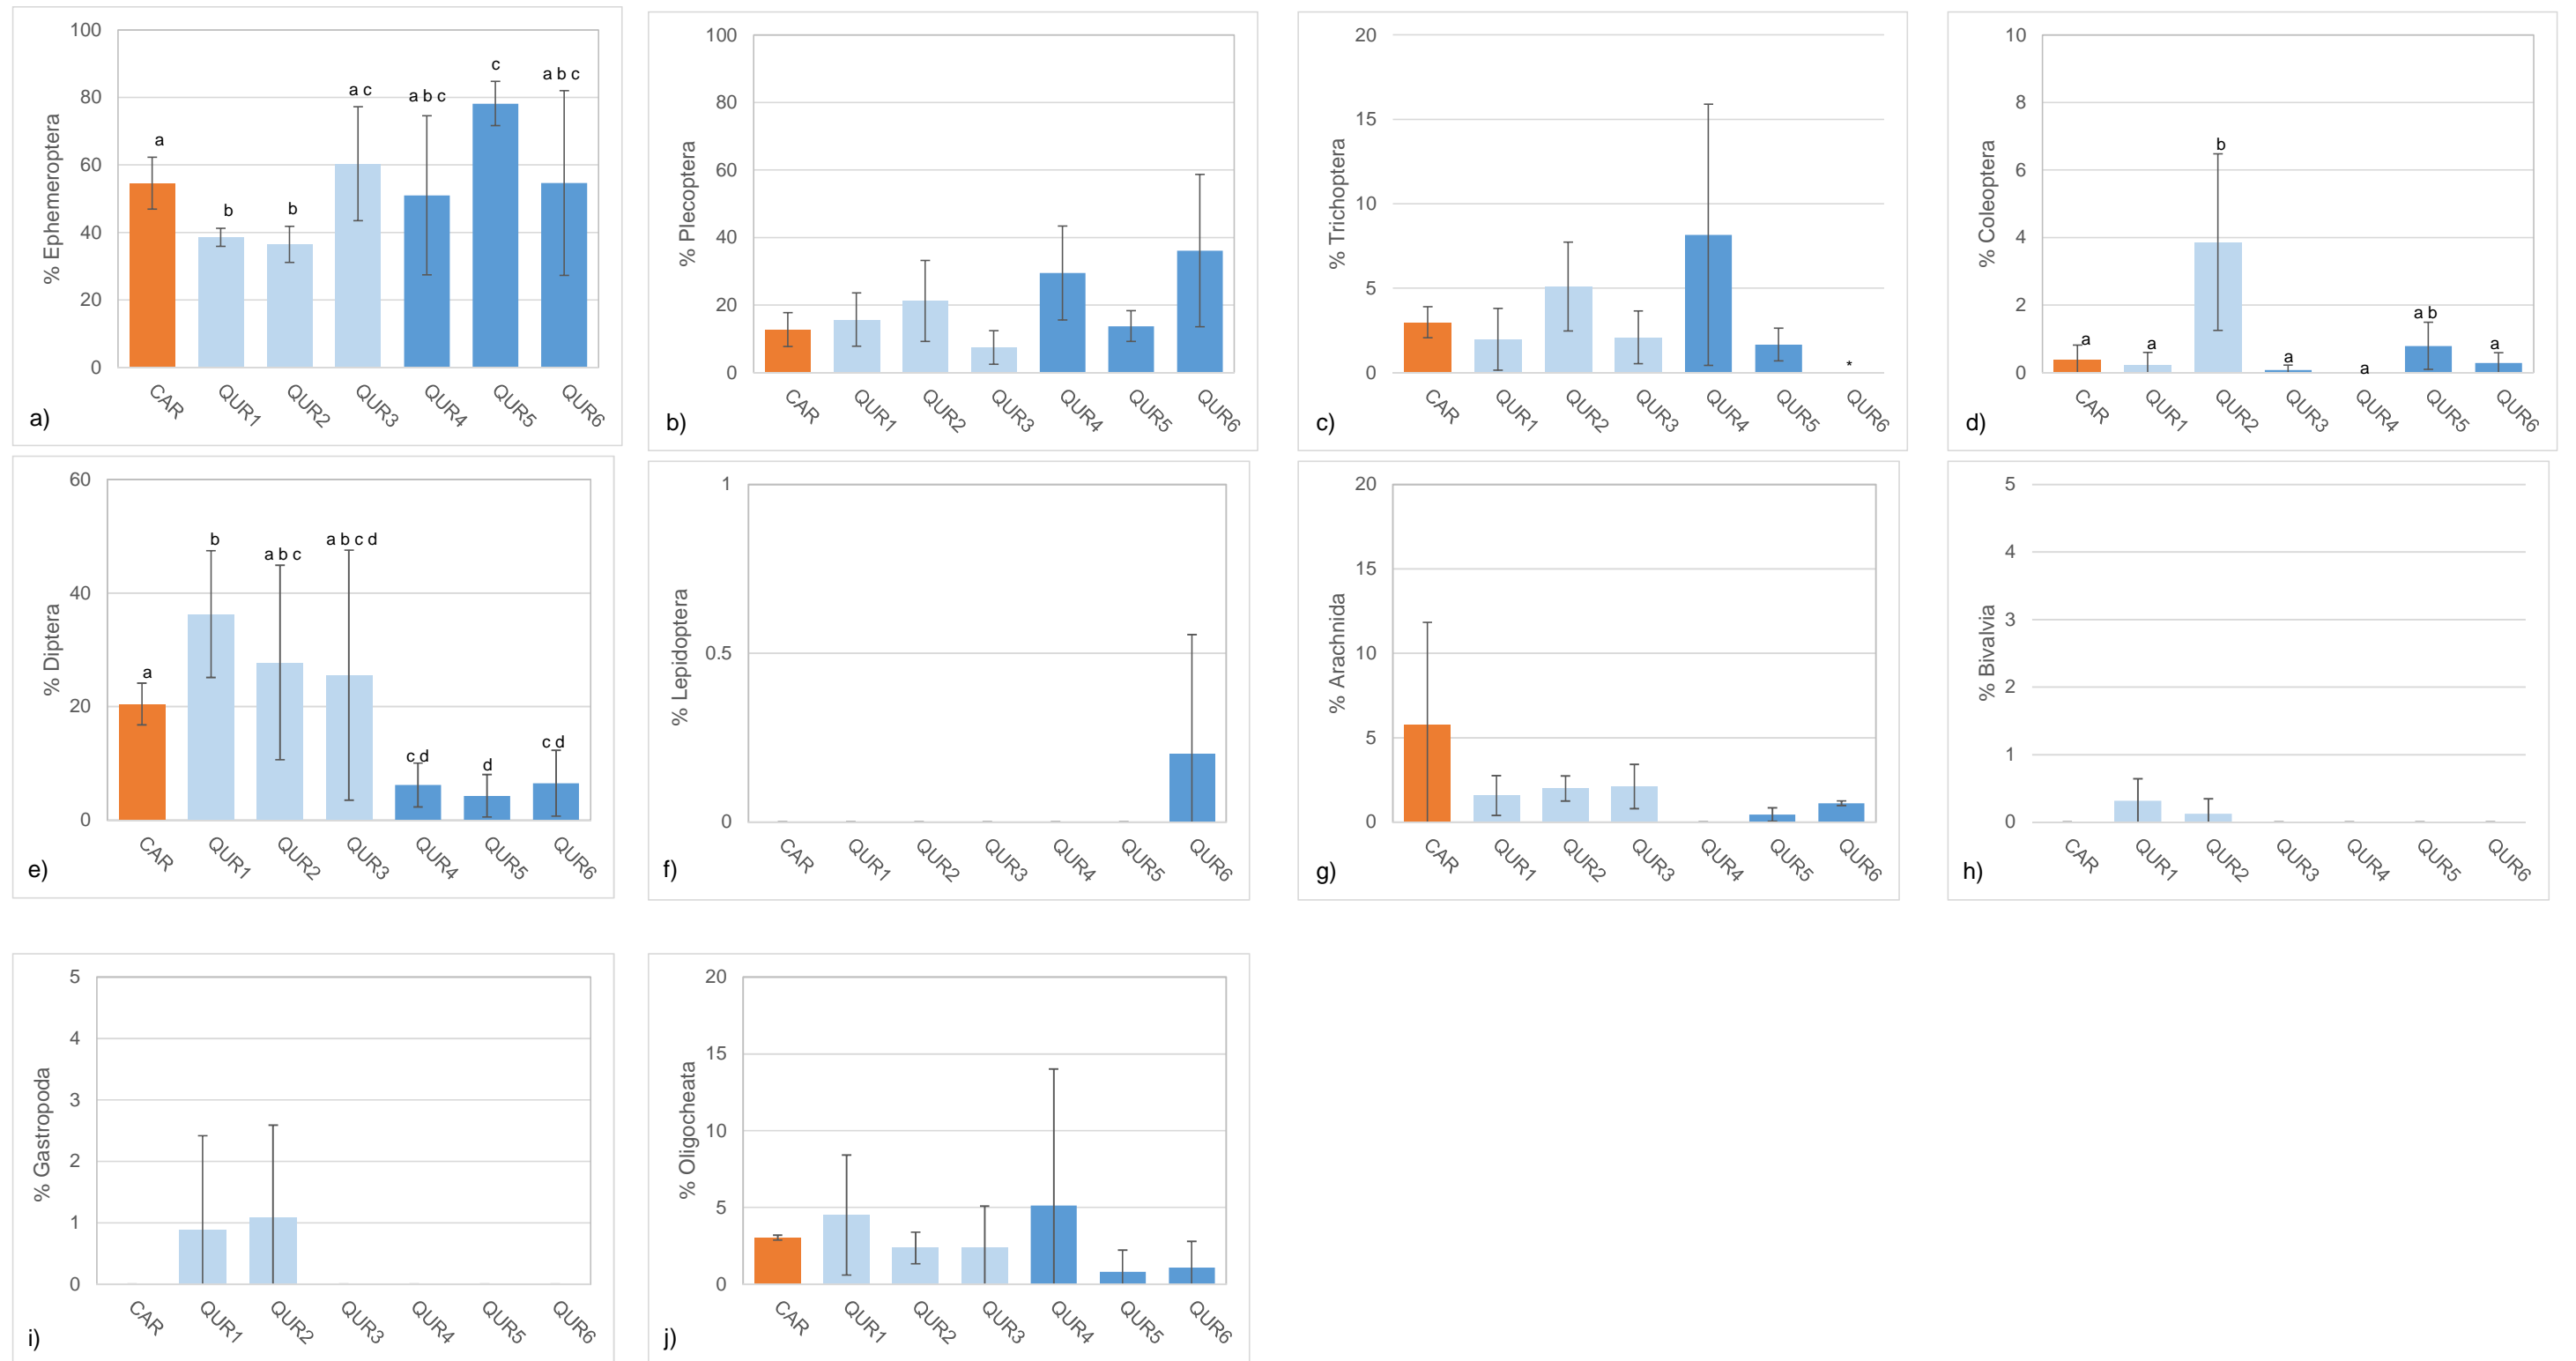 % Ephemeroptera
100
80
60
40
20
0
a
b
b
a c
a b c
c
a b c
CAR QUR1 QUR2 QUR3 QUR4 QUR5 QUR6
a)
% Plecoptera
100
80
60
40
20
0
CAR QUR1 QUR2 QUR3 QUR4 QUR5 QUR6
b)
% Trichoptera
20
15
10
5
0
*
CAR QUR1 QUR2 QUR3 QUR4 QUR5 QUR6
c)
% Coleoptera
10
8
6
4
2
0
a
a
b
a
a
a b
a
CAR QUR1 QUR2 QUR3 QUR4 QUR5 QUR6
d)
% Diptera
60
40
20
0
a
b
a b c
a b c d
c d
d
c d
CAR QUR1 QUR2 QUR3 QUR4 QUR5 QUR6
e)
% Lepidoptera
1
0.5
0
CAR QUR1 QUR2 QUR3 QUR4 QUR5 QUR6
f)
% Arachnida
20
15
10
5
0
CAR QUR1 QUR2 QUR3 QUR4 QUR5 QUR6
g)
% Bivalvia
5
4
3
2
1
0
CAR QUR1 QUR2 QUR3 QUR4 QUR5 QUR6
h)
% Gastropoda
5
4
3
2
1
0
CAR QUR1 QUR2 QUR3 QUR4 QUR5 QUR6
i)
% Oligocheata
20
15
10
5
0
CAR QUR1 QUR2 QUR3 QUR4 QUR5 QUR6
j)